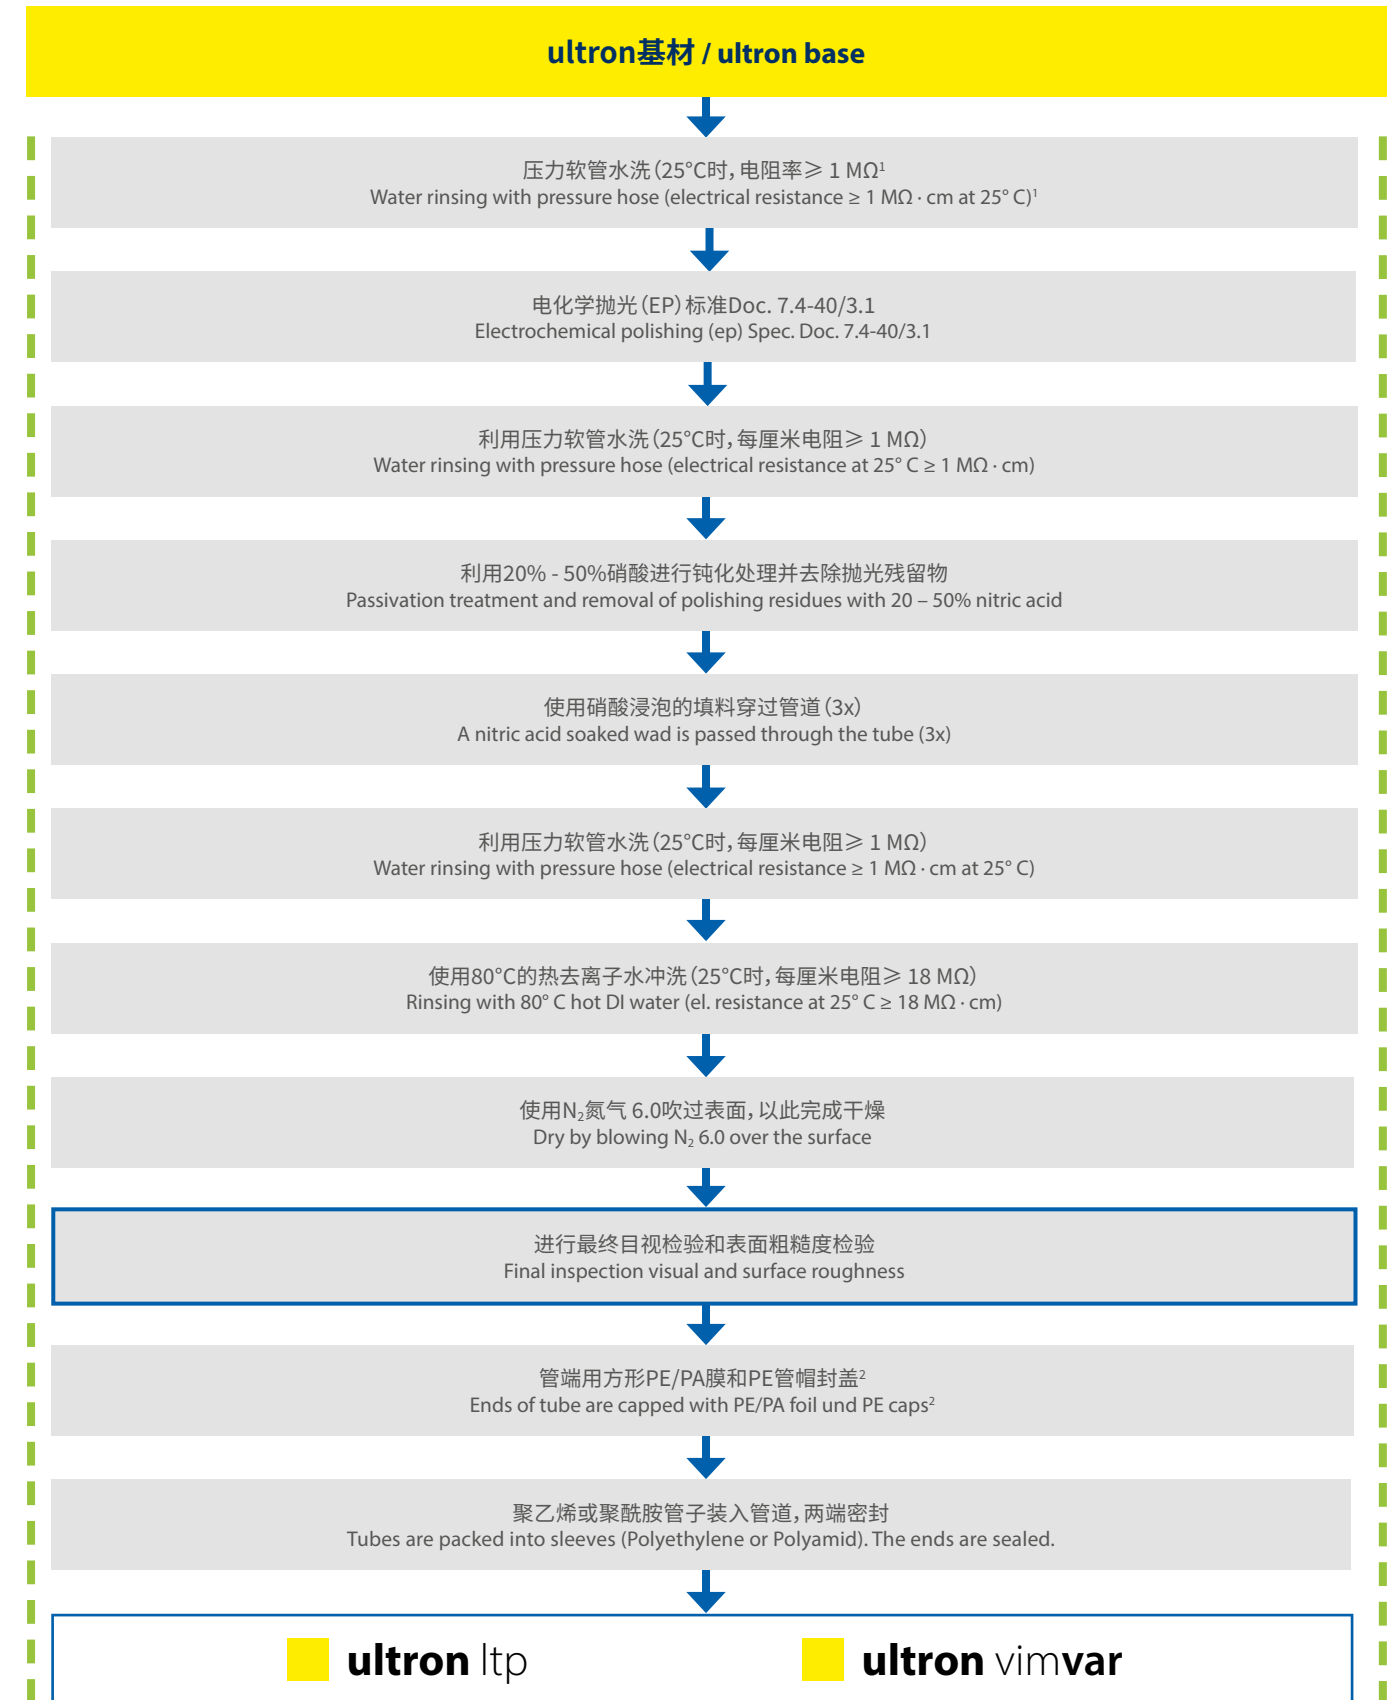 ultron基材 / ultron base
压力软管水洗（25°C时，电阻率≥ 1 MΩ¹
Water rinsing with pressure hose (electrical resistance ≥ 1 MΩ · cm at 25° C)¹
电化学抛光（EP）标准Doc. 7.4-40/3.1
Electrochemical polishing (ep) Spec. Doc. 7.4-40/3.1
利用压力软管水洗（25°C时，每厘米电阻≥ 1 MΩ）
Water rinsing with pressure hose (electrical resistance at 25° C ≥ 1 MΩ · cm)
利用20% - 50%硝酸进行钝化处理并去除抛光残留物
Passivation treatment and removal of polishing residues with 20 – 50% nitric acid
使用硝酸浸泡的填料穿过管道（3x）
A nitric acid soaked wad is passed through the tube (3x)
利用压力软管水洗（25°C时，每厘米电阻≥ 1 MΩ）
Water rinsing with pressure hose (electrical resistance ≥ 1 MΩ · cm at 25° C)
使用80°C的热去离子水冲洗（25°C时，每厘米电阻≥ 18 MΩ）
Rinsing with 80° C hot DI water (el. resistance at 25° C ≥ 18 MΩ · cm)
使用N₂氮气 6.0吹过表面，以此完成干燥
Dry by blowing N₂ 6.0 over the surface
进行最终目视检验和表面粗糙度检验
Final inspection visual and surface roughness
管端用方形PE/PA膜和PE管帽封盖²
Ends of tube are capped with PE/PA foil und PE caps²
聚乙烯或聚酰胺管子装入管道，两端密封
Tubes are packed into sleeves (Polyethylene or Polyamid). The ends are sealed.
ultron ltp
ultron vimvar